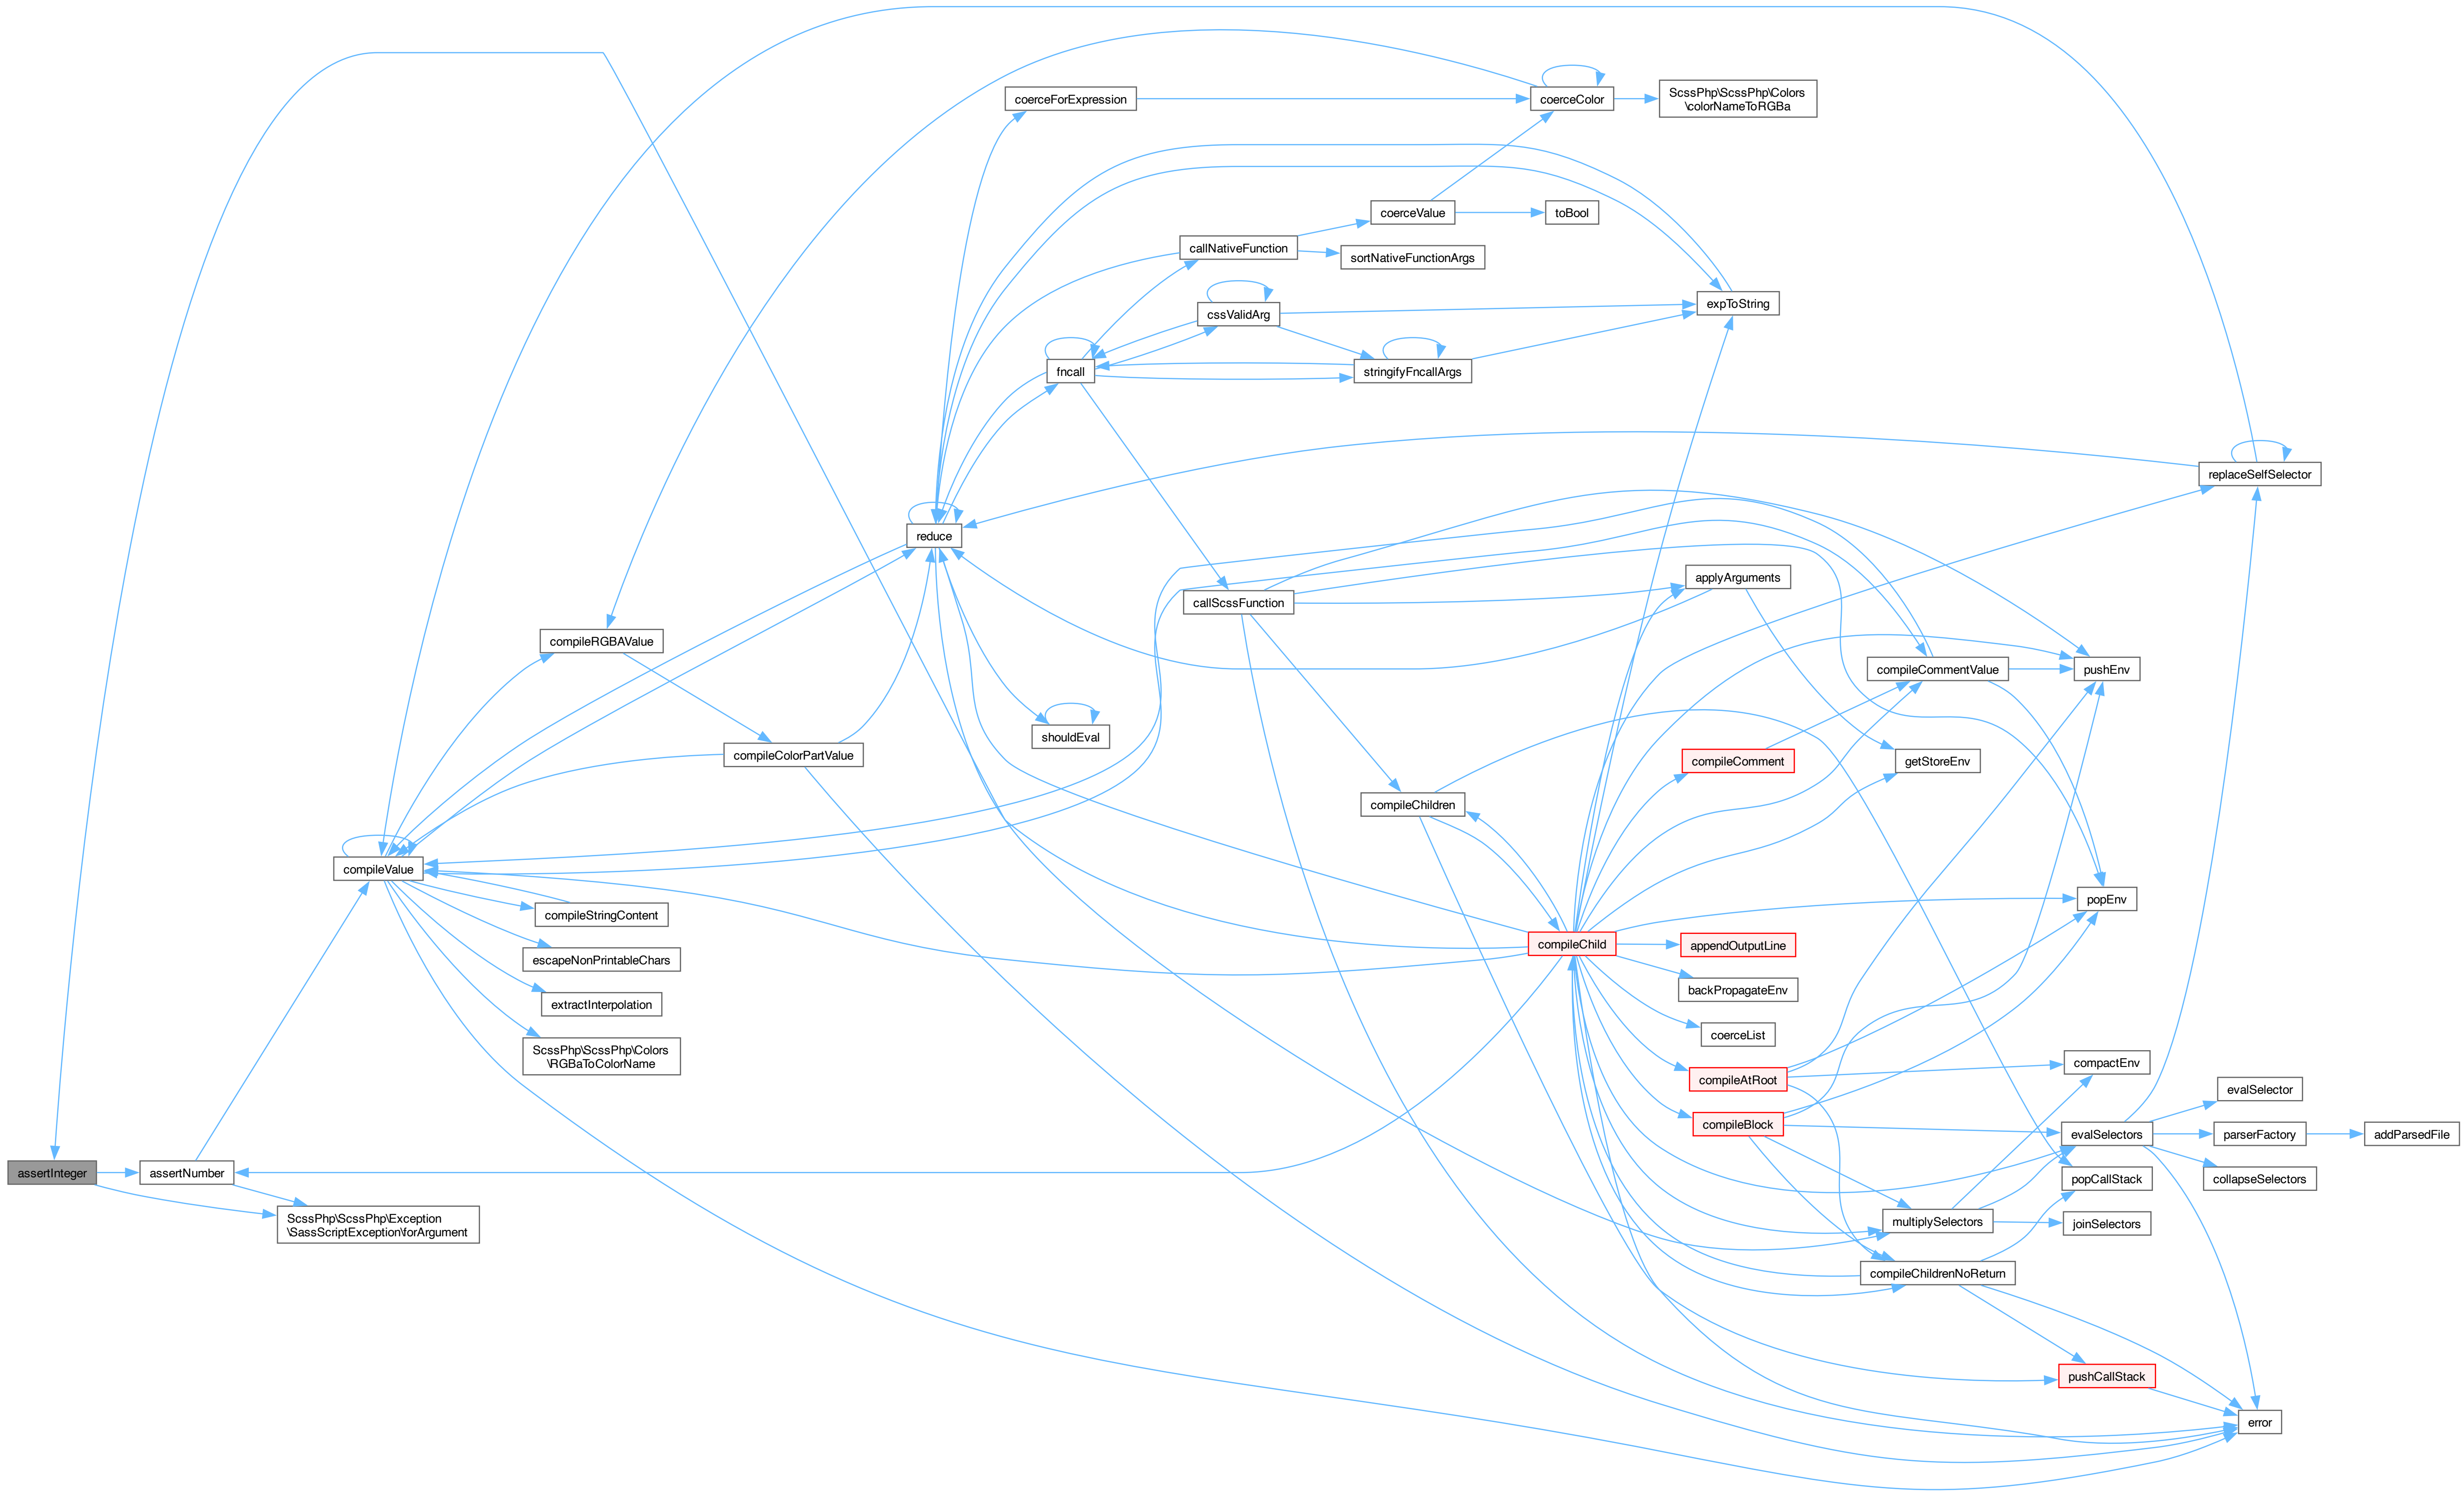 coerceForExpression
coerceColor
ScssPhp\ScssPhp\Colors
\colorNameToRGBa
coerceValue
toBool
callNativeFunction
sortNativeFunctionArgs
cssValidArg
expToString
fncall
stringifyFncallArgs
replaceSelfSelector
reduce
applyArguments
callScssFunction
compileRGBAValue
compileCommentValue
pushEnv
shouldEval
compileColorPartValue
compileComment
getStoreEnv
compileChildren
compileValue
popEnv
compileStringContent
compileChild
appendOutputLine
escapeNonPrintableChars
backPropagateEnv
extractInterpolation
coerceList
ScssPhp\ScssPhp\Colors
\RGBaToColorName
compactEnv
compileAtRoot
evalSelector
compileBlock
evalSelectors
parserFactory
addParsedFile
assertInteger
assertNumber
popCallStack
collapseSelectors
ScssPhp\ScssPhp\Exception
\SassScriptException\forArgument
multiplySelectors
joinSelectors
compileChildrenNoReturn
pushCallStack
error